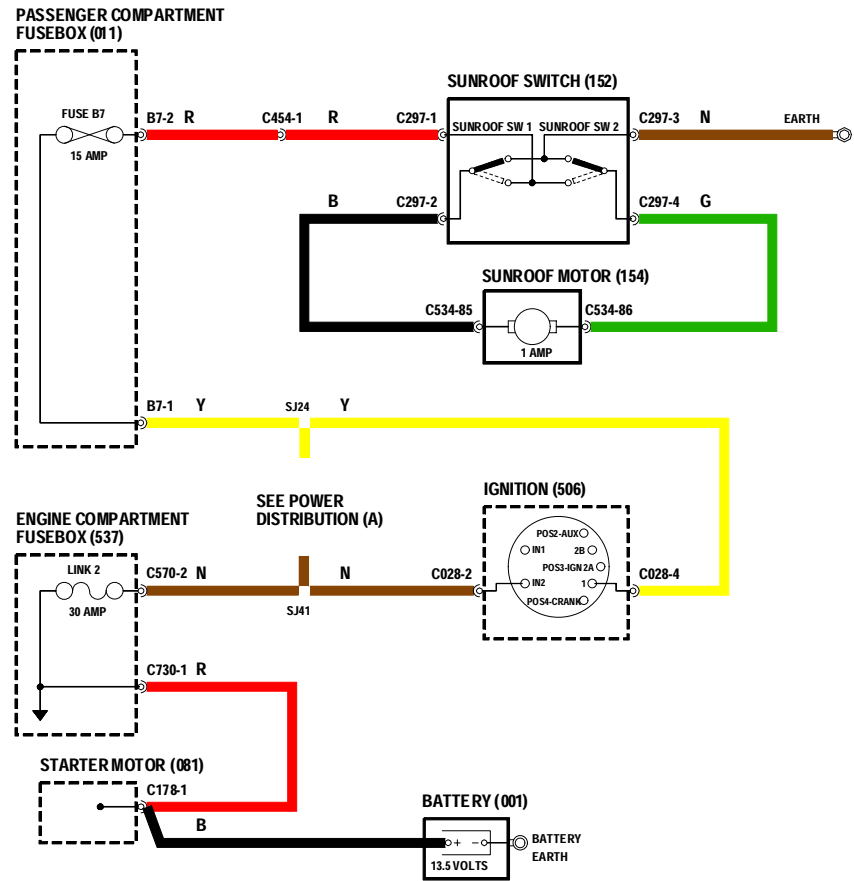 PASSENGER COMPARTMENT
FUSEBOX (011)
FUSE B7
15 AMP
B7-2 R
C454-1
R
C297-1
SUNROOF SWITCH (152)
SUNROOF SW 1
SUNROOF SW 2
C297-3
N
EARTH
B
C297-2
C297-4
G
SUNROOF MOTOR (154)
C534-85
C534-86
1 AMP
B7-1
Y
SJ24
Y
ENGINE COMPARTMENT
FUSEBOX (537)
SEE POWER
DISTRIBUTION (A)
IGNITION (506)
POS2-AUX
IN1
2B
POS3-IGN 2A
IN2
1
POS4-CRANK
LINK 2
30 AMP
C570-2 N
N
SJ41
C028-2
C028-4
C730-1 R
STARTER MOTOR (081)
C178-1
B
BATTERY (001)
+ −
13.5 VOLTS
BATTERY
EARTH